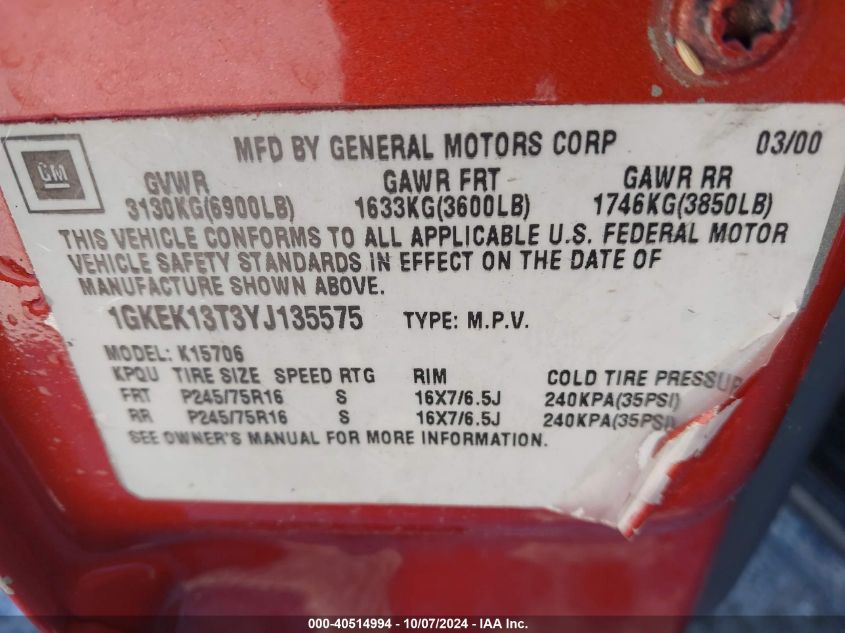 GM
MFD BY GENERAL MOTORS CORP 03/00
GVWR GAWR FRT GAWR RR
3130KG(6900LB) 1633KG(3600LB) 1746KG(3850LB)
THIS VEHICLE CONFORMS TO ALL APPLICABLE U.S. FEDERAL MOTOR
VEHICLE SAFETY STANDARDS IN EFFECT ON THE DATE OF
MANUFACTURE SHOWN ABOVE.
1GKEK13T3YJ135575 TYPE: M.P.V.
MODEL: K15706
KPQU TIRE SIZE SPEED RTG RIM COLD TIRE PRESSUR
FRT P245/75R16 S 16X7/6.5J 240KPA(35PSI)
RR P245/75R16 S 16X7/6.5J 240KPA(35PSI)
SEE OWNER'S MANUAL FOR MORE INFORMATION.
000-40514994 - 10/07/2024 - IAA Inc.